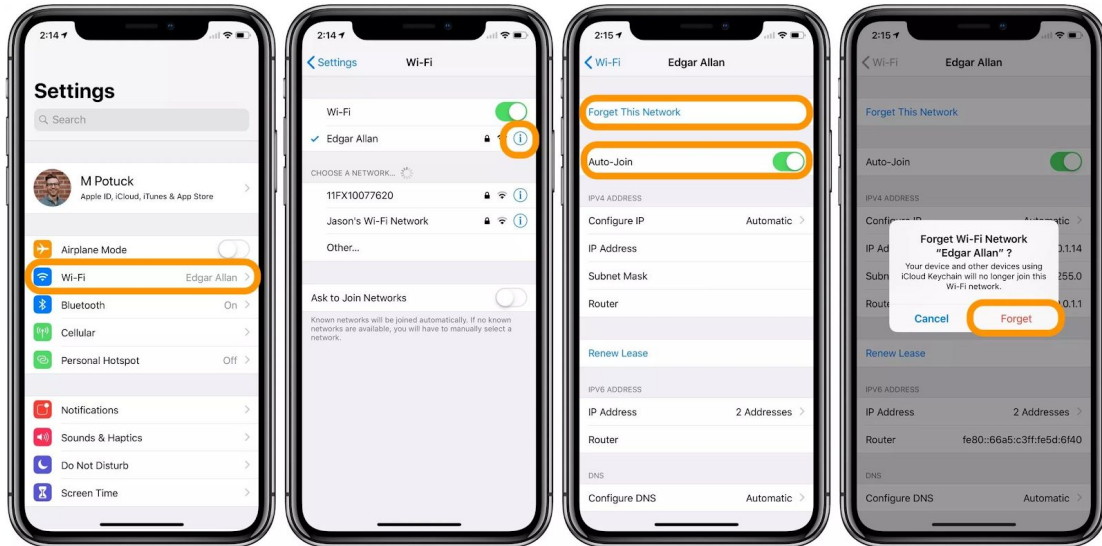 2:14
Settings
Search
M Potuck
Apple ID, iCloud, iTunes & App Store
Airplane Mode
Wi-Fi Edgar Allan
Bluetooth On
Cellular
Personal Hotspot Off
Notifications
Sounds & Haptics
Do Not Disturb
Screen Time
2:14
Settings Wi-Fi
Wi-Fi
Edgar Allan
CHOOSE A NETWORK...
11FX10077620
Jason's Wi-Fi Network
Other...
Ask to Join Networks
Known networks will be joined automatically. If no known
networks are available, you will have to manually select a
network.
2:15
Wi-Fi Edgar Allan
Forget This Network
Auto-Join
IPV4 ADDRESS
Configure IP Automatic
IP Address
Subnet Mask
Router
Renew Lease
IPV6 ADDRESS
IP Address 2 Addresses
Router
DNS
Configure DNS Automatic
2:15
Wi-Fi Edgar Allan
Forget This Network
Auto-Join
IPV4 ADDRESS
Forget Wi-Fi Network
“Edgar Allan” ?
Your device and other devices using
iCloud Keychain will no longer join this
Wi-Fi network.
Cancel Forget
Renew Lease
IPV6 ADDRESS
IP Address 2 Addresses
Router fe80::66a5:c3ff:fe5d:6f40
DNS
Configure DNS Automatic